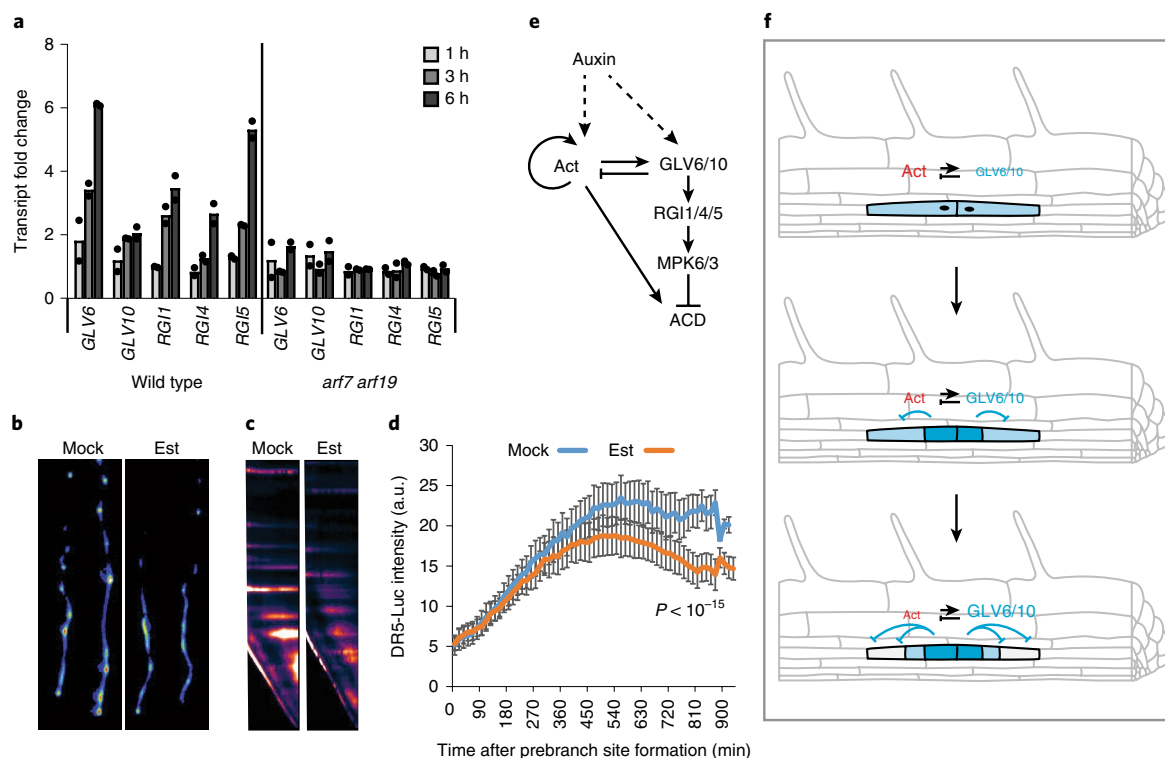 a
Transript fold change
8
6
4
2
0
1 h
3 h
6 h
GLV6
GLV10
RGI1
RGI4
RGI5
GLV6
GLV10
RGI1
RGI4
RGI5
Wild type
arf7 arf19
b
Mock
Est
c
Mock
Est
d
DR5-Luc intensity (a.u.)
30
25
20
15
10
5
0
Mock
Est
P < 10⁻¹⁵
0
90
180
270
360
450
540
630
720
810
900
Time after prebranch site formation (min)
e
Auxin
Act
GLV6/10
RGI1/4/5
MPK6/3
ACD
f
Act
GLV6/10
Act
GLV6/10
Act
GLV6/10